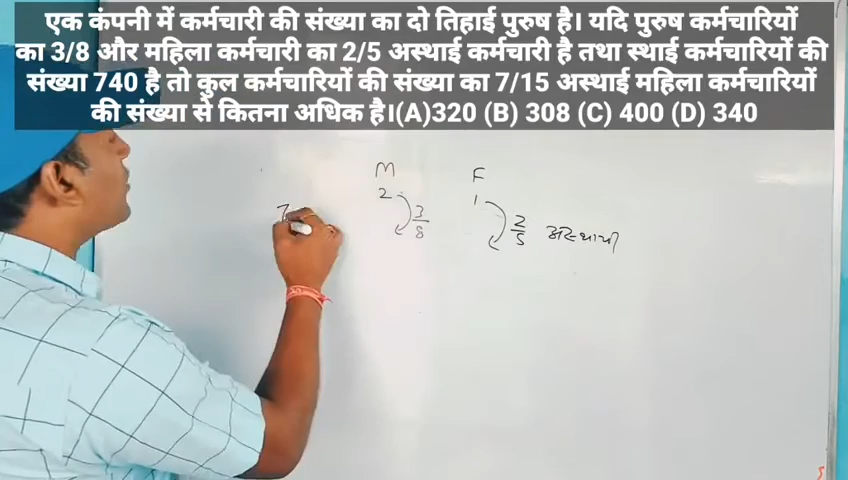 एक कंपनी में कर्मचारी की संख्या का दो तिहाई पुरुष है। यदि पुरुष कर्मचारियों
का 3/8 और महिला कर्मचारी का 2/5 अस्थाई कर्मचारी है तथा स्थाई कर्मचारियों की
संख्या 740 है तो कुल कर्मचारियों की संख्या का 7/15 अस्थाई महिला कर्मचारियों
की संख्या से कितना अधिक है।(A)320 (B) 308 (C) 400 (D) 340
M F
2 1
3/8 2/5 अस्थायी
7